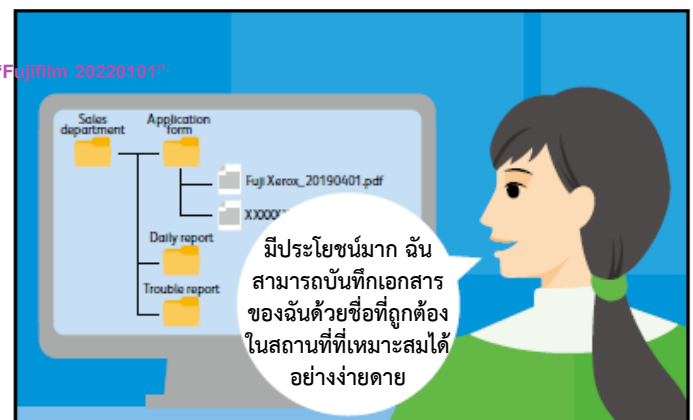 "Fujifilm 20220101"
Sales
department
Application
form
Fuji Xerox_20190401.pdf
Daily report
Trouble report
มีประโยชน์มาก ฉัน
สามารถบันทึกเอกสาร
ของฉันด้วยชื่อที่ถูกต้อง
ในสถานที่ที่เหมาะสมได้
อย่างง่ายดาย